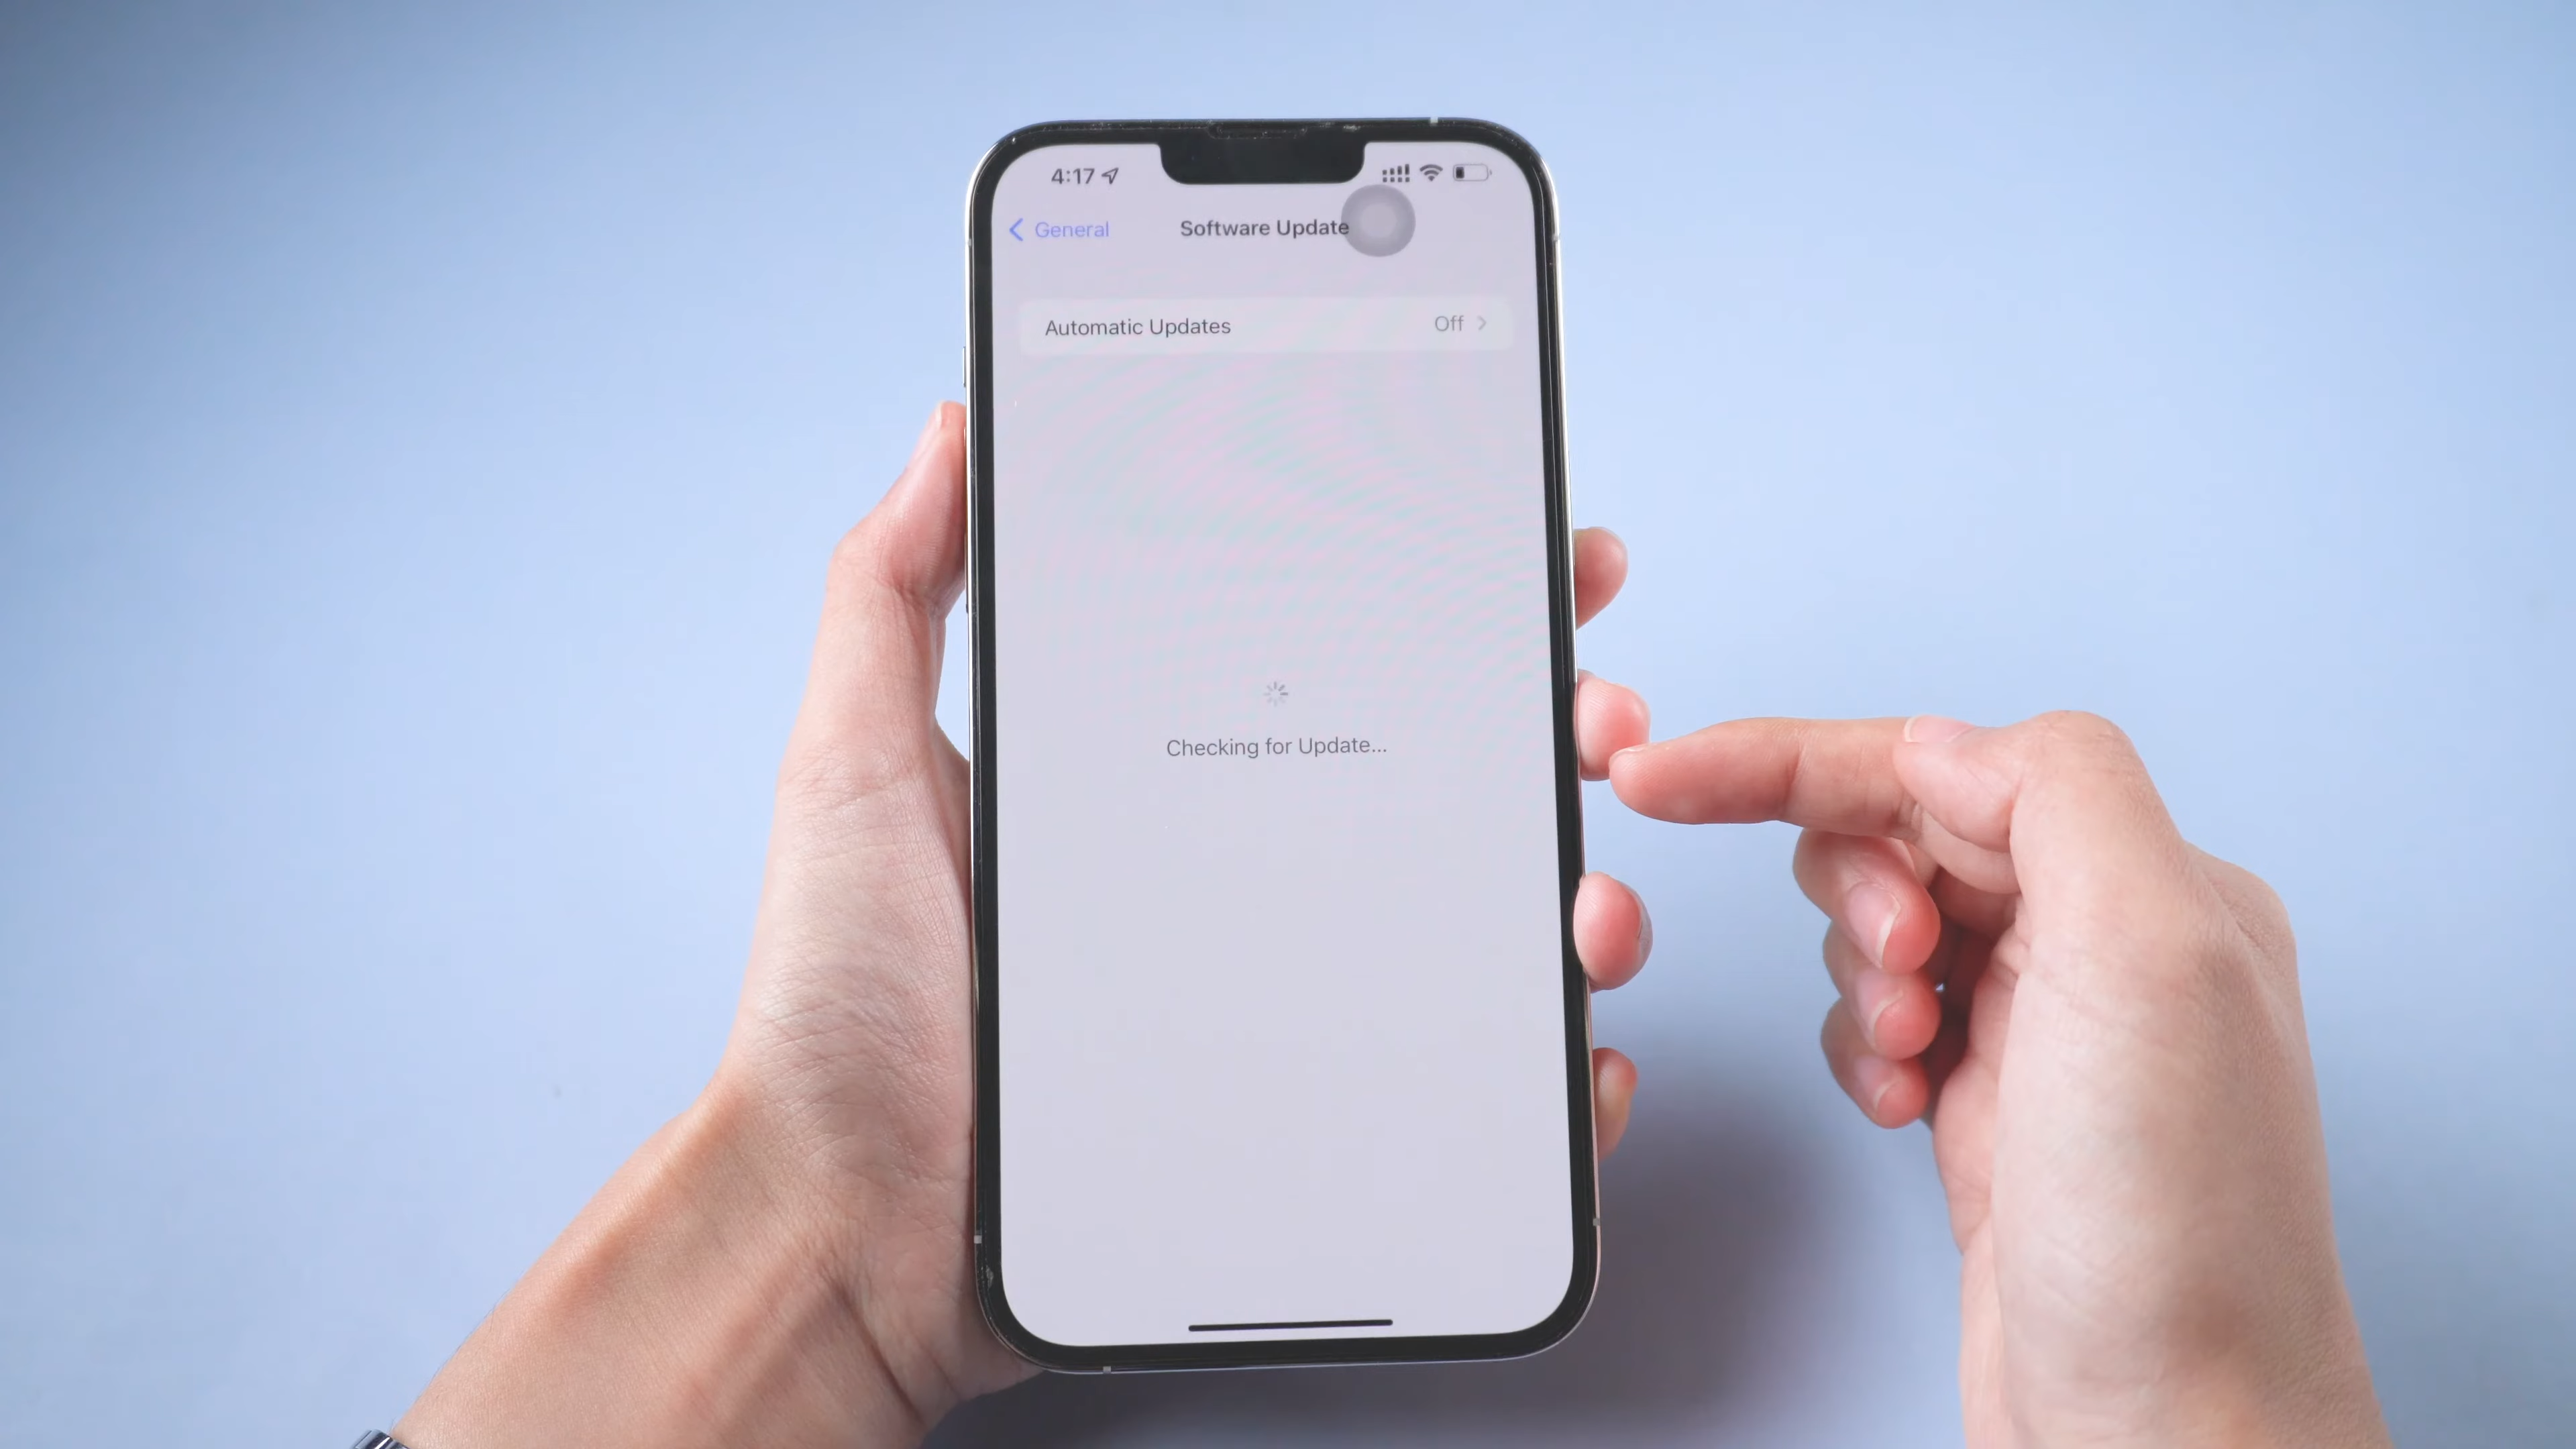 4:17
General
Software Update
Automatic Updates Off
Checking for Update...